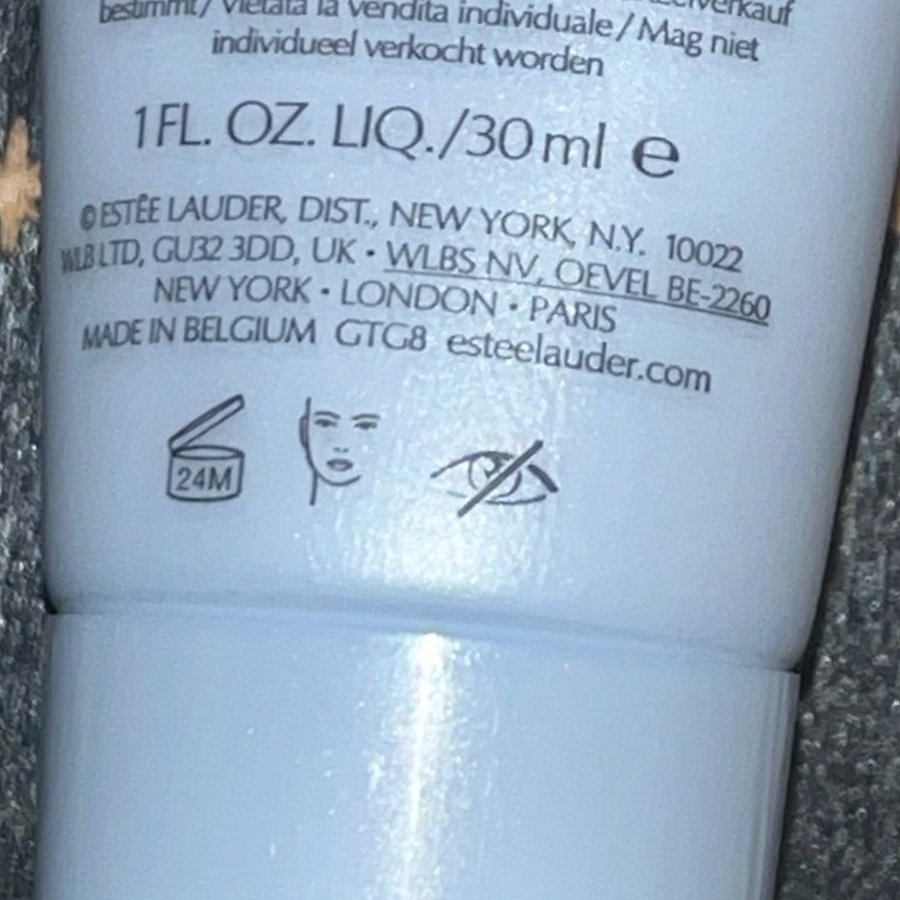 bestimmt / Vietata la vendita individuale / Mag niet
individueel verkocht worden
1 FL. OZ. LIQ./30 ml e
© ESTĒE LAUDER, DIST., NEW YORK, N.Y. 10022
WLB LTD, GU32 3DD, UK • WLBS NV, OEVEL BE-2260
NEW YORK • LONDON • PARIS
MADE IN BELGIUM GTG8 esteelauder.com
24M